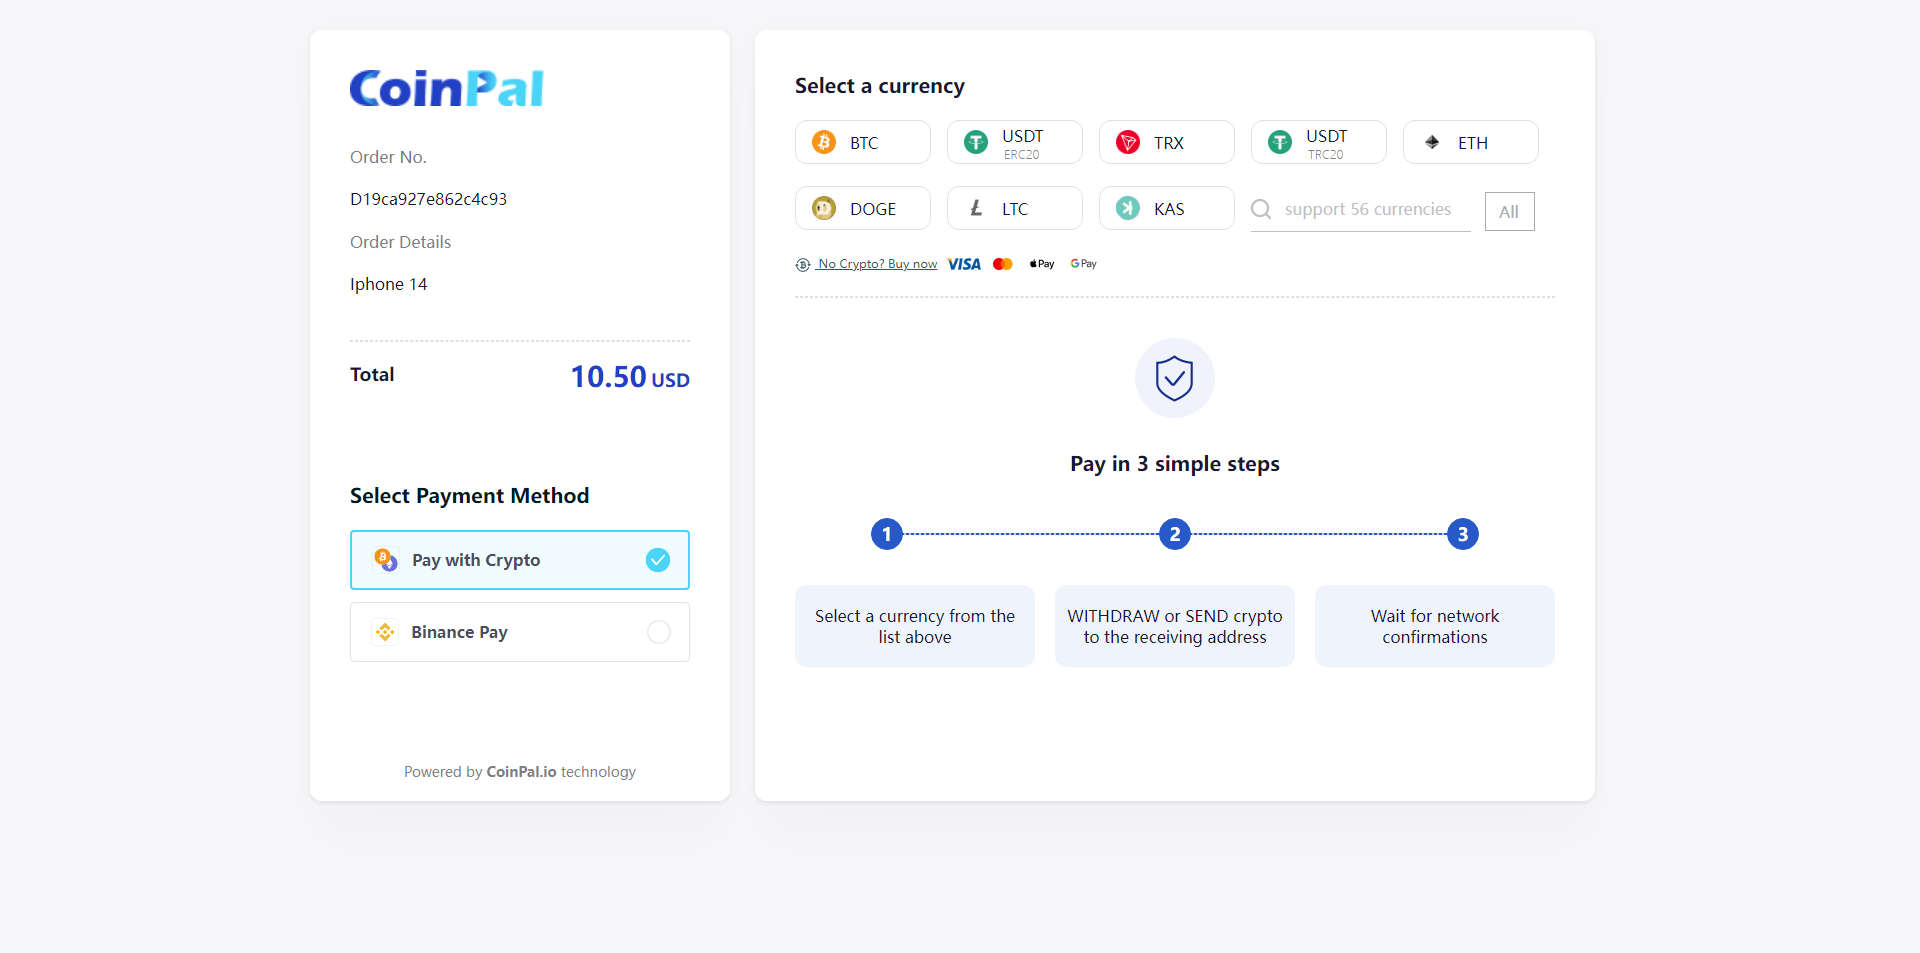 CoinPal
Order No.
D19ca927e862c4c93
Order Details
Iphone 14
Total
10.50 USD
Select Payment Method
Pay with Crypto
Binance Pay
Powered by CoinPal.io technology
Select a currency
BTC
USDT
ERC20
TRX
USDT
TRC20
ETH
DOGE
LTC
KAS
support 56 currencies
All
No Crypto? Buy now VISA Pay G Pay
Pay in 3 simple steps
1
2
3
Select a currency from the
list above
WITHDRAW or SEND crypto
to the receiving address
Wait for network
confirmations